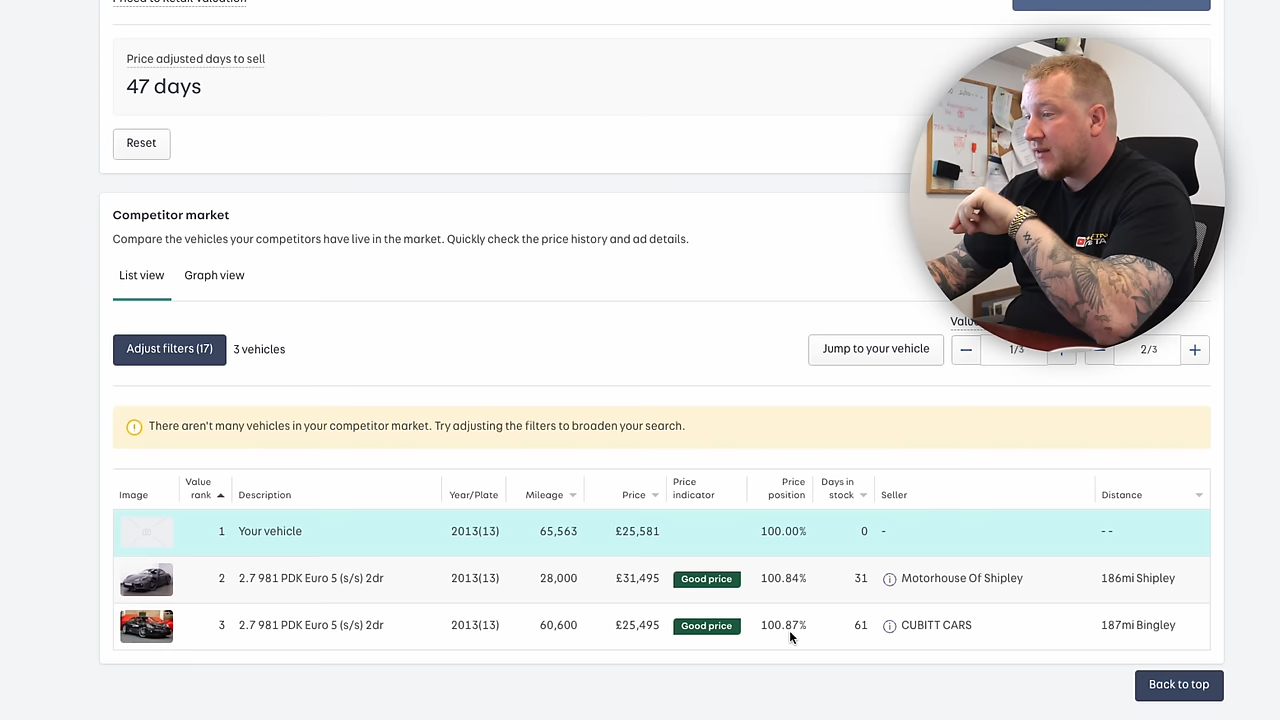 Priced to Retail Valuation
Price adjusted days to sell
47 days
Reset
Competitor market
Compare the vehicles your competitors have live in the market. Quickly check the price history and ad details.
List view Graph view
Adjust filters (17) 3 vehicles Jump to your vehicle 1/3 2/3
There aren't many vehicles in your competitor market. Try adjusting the filters to broaden your search.
Image Value rank Description Year/Plate Mileage Price Price indicator Price position Days in stock Seller Distance
1 Your vehicle 2013(13) 65,563 £25,581 100.00% 0 - --
2 2.7 981 PDK Euro 5 (s/s) 2dr 2013(13) 28,000 £31,495 Good price 100.84% 31 Motorhouse Of Shipley 186mi Shipley
3 2.7 981 PDK Euro 5 (s/s) 2dr 2013(13) 60,600 £25,495 Good price 100.87% 61 CUBITT CARS 187mi Bingley
Back to top